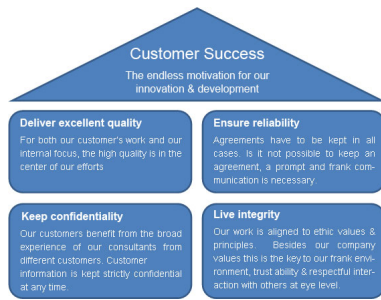 Customer Success
The endless motivation for our
innovation & development
Deliver excellent quality
For both our customer's work and our
internal focus, the high quality is in the
center of our efforts
Ensure reliability
Agreements have to be kept in all
cases. Is it not possible to keep an
agreement, a prompt and frank com-
munication is necessary.
Keep confidentiality
Our customers benefit from the broad
experience of our consultants from
different customers. Customer
information is kept strictly confidential
at any time.
Live integrity
Our work is aligned to ethic values &
principles. Besides our company
values this is the key to our frank envi-
ronment, trust ability & respectful inter-
action with others at eye level.